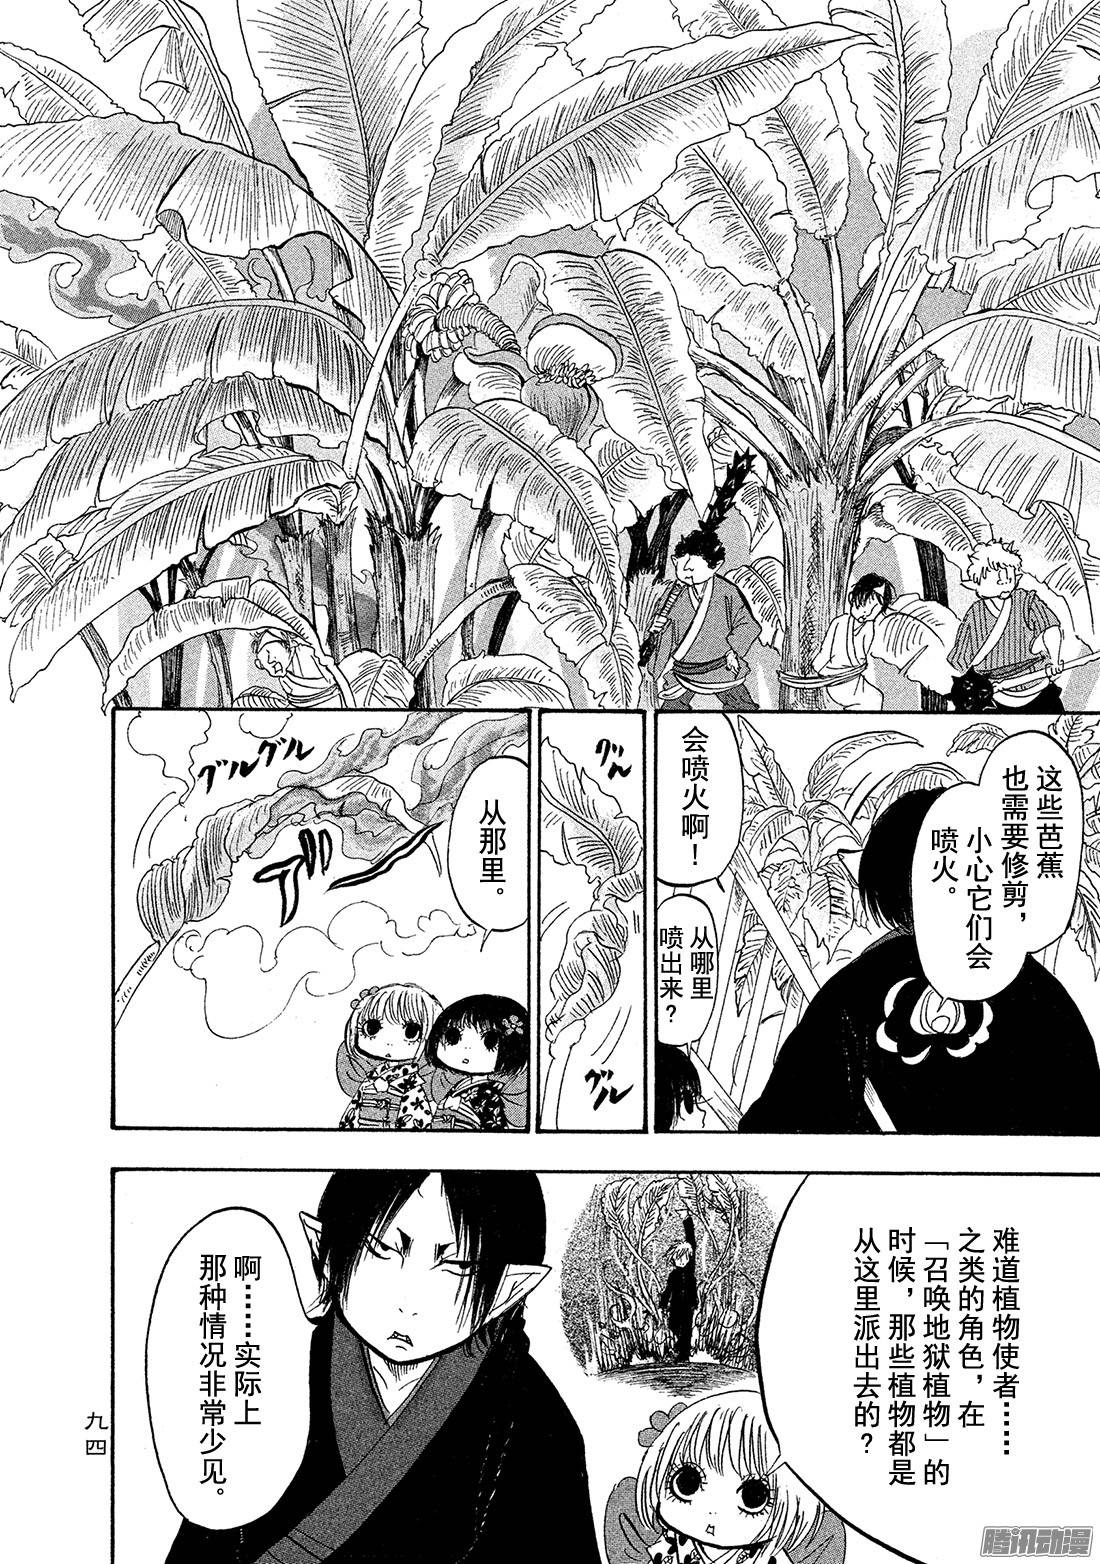 这些芭蕉
也需要修剪，
小心它们会
喷火。
会喷火啊！
从哪里
喷出来？
グルん
グル
从那里。
グルグル
ブワッ
难道植物使者……
之类的角色，在
「召唤地狱植物」的
时候，那些植物都是
从这里派出去的？
啊……实际上
那种情况非常少见。
九四
腾讯动漫